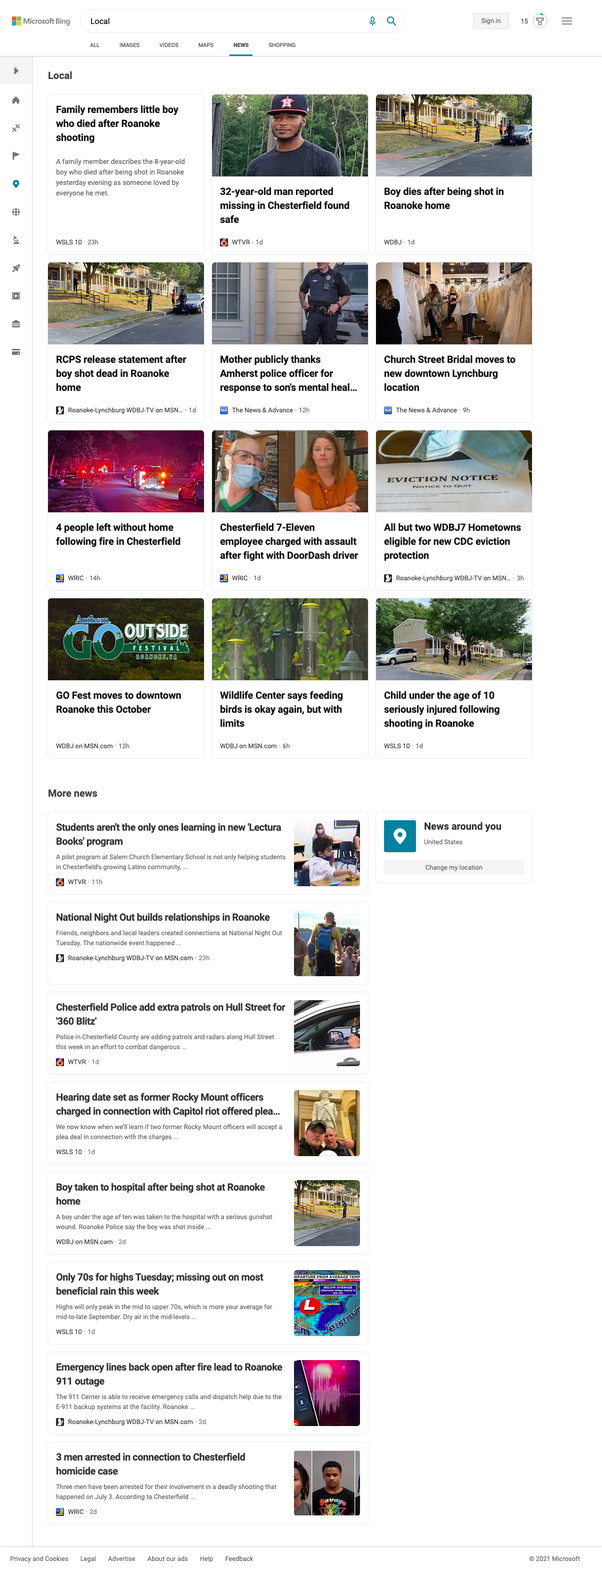 Microsoft Bing
Local
Sign in
15
ALL IMAGES VIDEOS MAPS NEWS SHOPPING
Local
Family remembers little boy
who died after Roanoke
shooting
A family member describes the 8-year-old
boy who died after being shot in Roanoke
yesterday evening as someone loved by
everyone he met.
WSLS 10 · 23h
32-year-old man reported
missing in Chesterfield found
safe
WTVR · 1d
Boy dies after being shot in
Roanoke home
WDBJ · 1d
RCPS release statement after
boy shot dead in Roanoke
home
Roanoke-Lynchburg WDBJ-TV on MSN... · 1d
Mother publicly thanks
Amherst police officer for
response to son's mental heal...
The News & Advance · 12h
Church Street Bridal moves to
new downtown Lynchburg
location
The News & Advance · 9h
4 people left without home
following fire in Chesterfield
WRIC · 14h
Chesterfield 7-Eleven
employee charged with assault
after fight with DoorDash driver
WRIC · 1d
EVICTION NOTICE
NOTICE TO QUIT
All but two WDBJ7 Hometowns
eligible for new CDC eviction
protection
Roanoke-Lynchburg WDBJ-TV on MSN... · 3h
Anthem
GO OUTSIDE
FESTIVAL
ROANOKE, VA
GO Fest moves to downtown
Roanoke this October
WDBJ on MSN.com · 12h
Wildlife Center says feeding
birds is okay again, but with
limits
WDBJ on MSN.com · 6h
Child under the age of 10
seriously injured following
shooting in Roanoke
WSLS 10 · 1d
More news
Students aren't the only ones learning in new 'Lectura
Books' program
A pilot program at Salem Church Elementary School is not only helping students
in Chesterfield's growing Latino community, ...
WTVR · 11h
News around you
United States
Change my location
National Night Out builds relationships in Roanoke
Friends, neighbors and local leaders created connections at National Night Out
Tuesday. The nationwide event happened ...
Roanoke-Lynchburg WDBJ-TV on MSN.com · 23h
Chesterfield Police add extra patrols on Hull Street for
'360 Blitz'
Police in Chesterfield County are adding patrols and radars along Hull Street
this week in an effort to combat dangerous ...
WTVR · 1d
Hearing date set as former Rocky Mount officers
charged in connection with Capitol riot offered plea...
We now know when we'll learn if two former Rocky Mount officers will accept a
plea deal in connection with the charges ...
WSLS 10 · 1d
Boy taken to hospital after being shot at Roanoke
home
A boy under the age of ten was taken to the hospital with a serious gunshot
wound. Roanoke Police say the boy was shot inside ...
WDBJ on MSN.com · 2d
Only 70s for highs Tuesday; missing out on most
beneficial rain this week
Highs will only peak in the mid to upper 70s, which is more your average for
mid-to-late September. Dry air in the mid-levels ...
WSLS 10 · 1d
L
Emergency lines back open after fire lead to Roanoke
911 outage
The 911 Center is able to receive emergency calls and dispatch help due to the
E-911 backup systems at the facility. Roanoke ...
Roanoke-Lynchburg WDBJ-TV on MSN.com · 2d
3 men arrested in connection to Chesterfield
homicide case
Three men have been arrested for their involvement in a deadly shooting that
happened on July 3. According to Chesterfield ...
WRIC · 2d
Privacy and Cookies Legal Advertise About our ads Help Feedback
© 2021 Microsoft